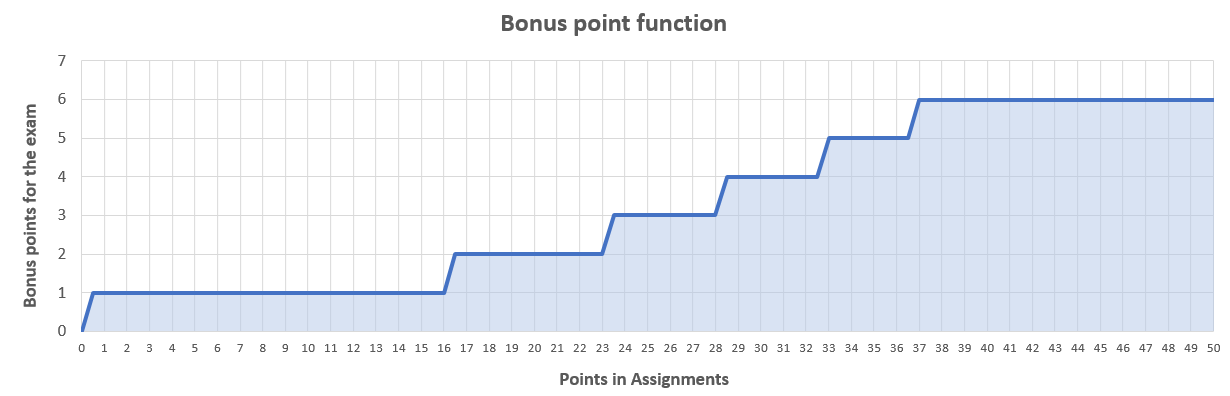 Bonus point function
7
6
5
4
3
2
1
0
Bonus points for the exam
0 1 2 3 4 5 6 7 8 9 10 11 12 13 14 15 16 17 18 19 20 21 22 23 24 25 26 27 28 29 30 31 32 33 34 35 36 37 38 39 40 41 42 43 44 45 46 47 48 49 50
Points in Assignments